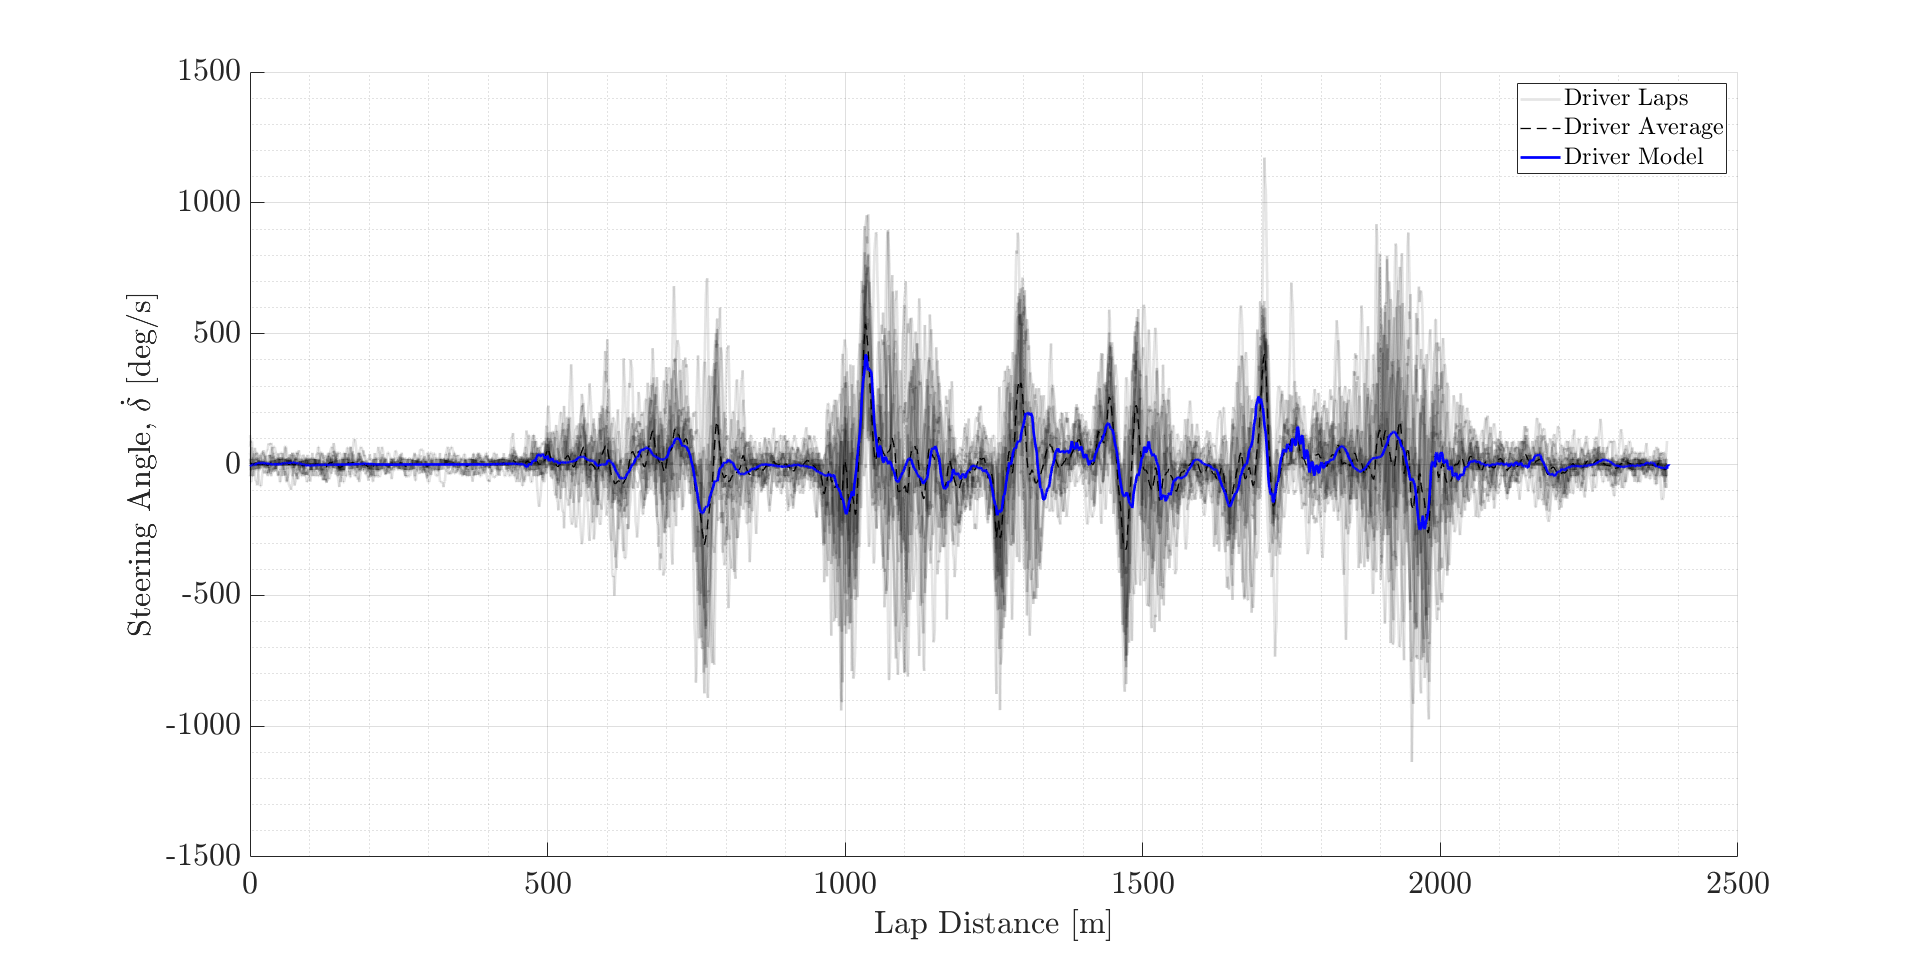 1500
1000
500
0
-500
-1000
-1500
Steering Angle, δ̇ [deg/s]
Driver Laps
Driver Average
Driver Model
0 500 1000 1500 2000 2500
Lap Distance [m]